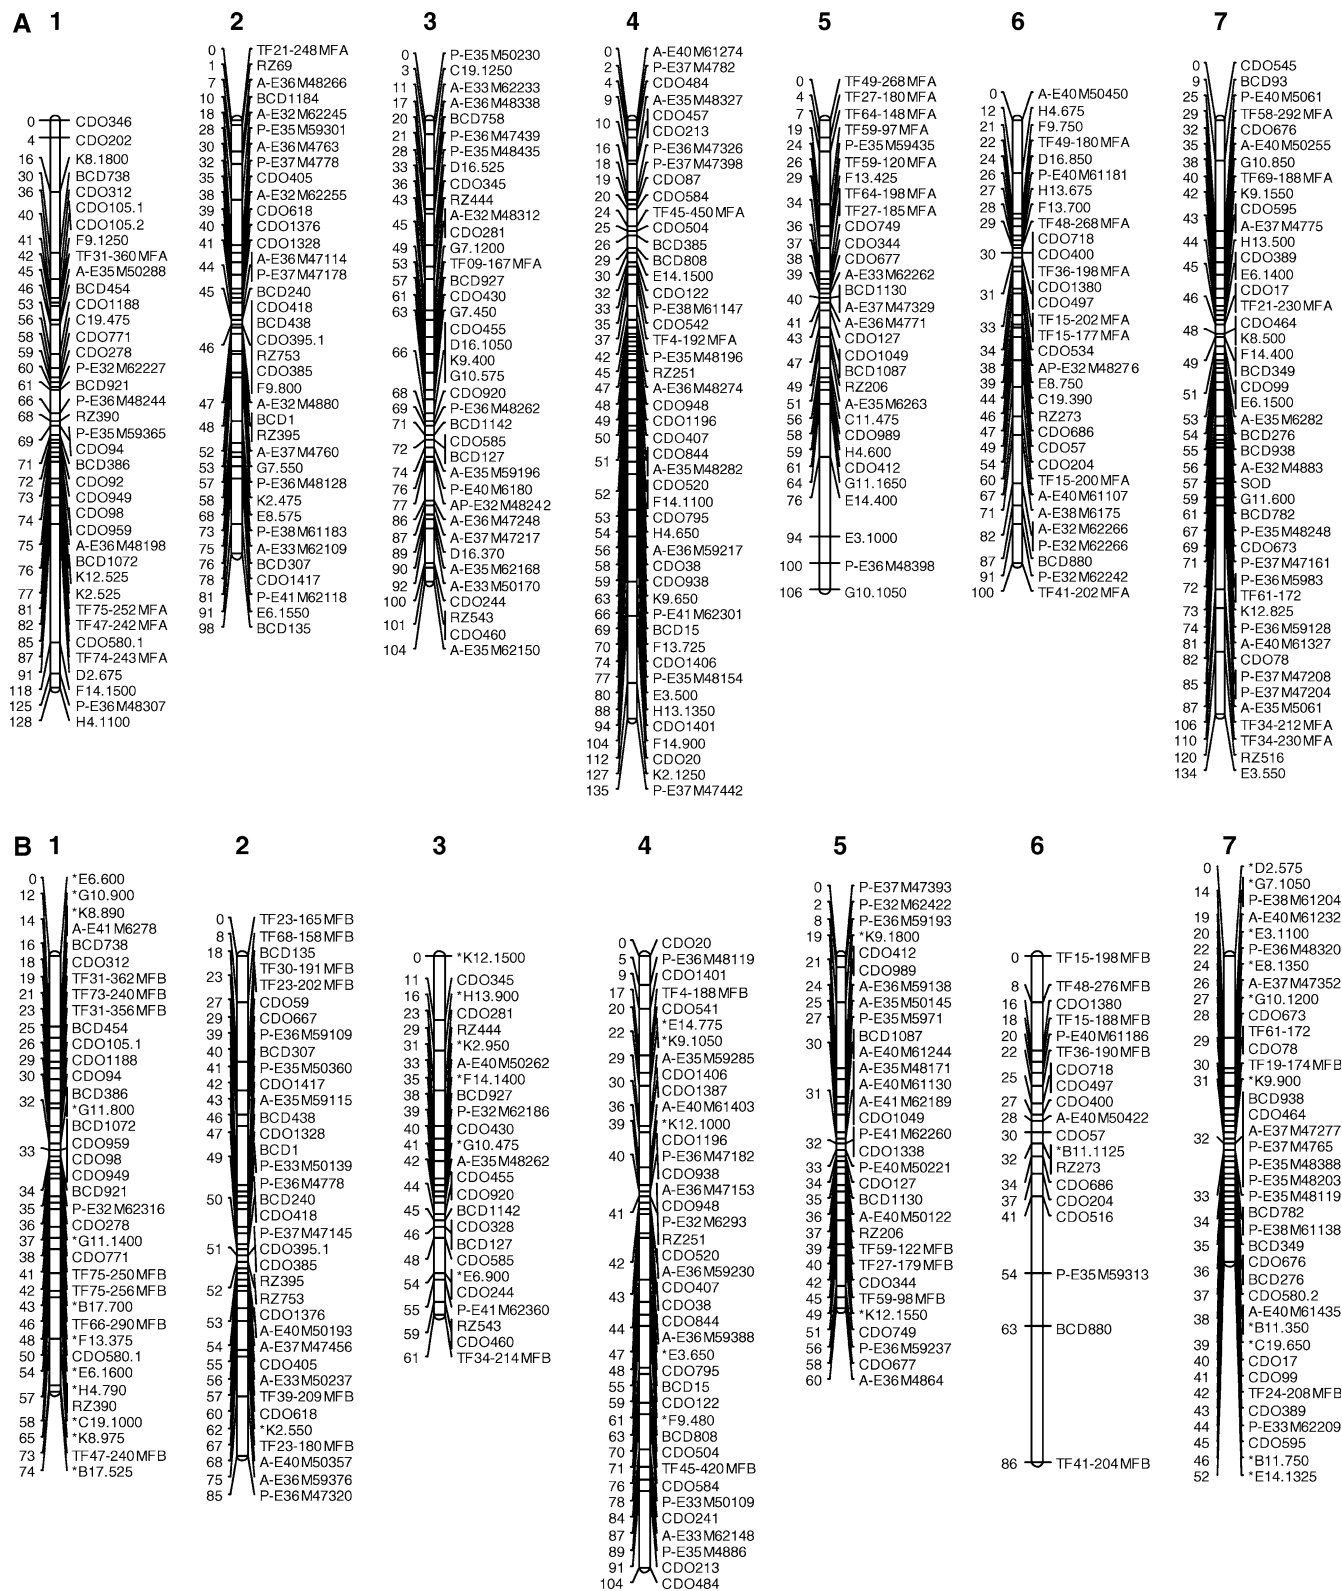 A
1
0 CDO346
4 CDO202
16 K8.1800
30 BCD738
36 CDO312
40 CDO105.1
CDO105.2
41 F9.1250
42 TF31-360MFA
45 A-E35M50288
46 BCD454
53 CDO1188
56 C19.475
58 CDO771
59 CDO278
60 P-E32M62227
61 BCD921
66 P-E36M48244
68 RZ390
69 P-E35M59365
CDO94
71 BCD386
72 CDO92
73 CDO949
74 CDO98
CDO959
75 A-E36M48198
76 BCD1072
K12.525
77 K2.525
81 TF75-252MFA
82 TF47-242MFA
85 CDO580.1
87 TF74-243MFA
91 D2.675
118 F14.1500
125 P-E36M48307
128 H4.1100
2
0 TF21-248MFA
1 RZ69
7 A-E36M48266
10 BCD1184
18 A-E32M62245
28 P-E35M59301
30 A-E36M4763
32 P-E37M4778
35 CDO405
38 A-E32M62255
39 CDO618
40 CDO1376
41 CDO1328
44 A-E36M47114
P-E37M47178
45 BCD240
46 CDO418
BCD438
CDO395.1
RZ753
CDO385
F9.800
47 A-E32M4880
48 BCD1
RZ395
52 A-E37M4760
53 G7.550
57 P-E36M48128
58 K2.475
68 E8.575
73 P-E38M61183
75 A-E33M62109
76 BCD307
78 CDO1417
81 P-E41M62118
91 E6.1550
98 BCD135
3
0 P-E35M50230
3 C19.1250
11 A-E33M62233
17 A-E36M48338
20 BCD758
21 P-E36M47439
28 P-E35M48435
33 D16.525
36 CDO345
43 RZ444
45 A-E32M48312
CDO281
49 G7.1200
53 TF09-167MFA
57 BCD927
61 CDO430
63 G7.450
66 CDO455
D16.1050
K9.400
G10.575
68 CDO920
69 P-E36M48262
71 BCD1142
72 CDO585
BCD127
74 A-E35M59196
76 P-E40M6180
77 AP-E32M48242
86 A-E36M47248
87 A-E37M47217
89 D16.370
90 A-E35M62168
92 A-E33M50170
100 CDO244
101 RZ543
CDO460
104 A-E35M62150
4
0 A-E40M61274
2 P-E37M4782
4 CDO484
9 A-E35M48327
10 CDO457
CDO213
16 P-E36M47326
18 P-E37M47398
19 CDO87
20 CDO584
24 TF45-450MFA
25 CDO504
26 BCD385
29 BCD808
30 E14.1500
32 CDO122
33 P-E38M61147
35 CDO542
37 TF4-192MFA
42 P-E35M48196
45 RZ251
47 A-E36M48274
48 CDO948
49 CDO1196
50 CDO407
51 CDO844
A-E35M48282
52 CDO520
F14.1100
53 CDO795
54 H4.650
56 A-E36M59217
58 CDO38
59 CDO938
63 K9.650
66 P-E41M62301
69 BCD15
70 F13.725
74 CDO1406
77 P-E35M48154
80 E3.500
88 H13.1350
94 CDO1401
104 F14.900
112 CDO20
127 K2.1250
135 P-E37M47442
5
0 TF49-268MFA
4 TF27-180MFA
7 TF64-148MFA
19 TF59-97MFA
24 P-E35M59435
26 TF59-120MFA
29 F13.425
34 TF64-198MFA
TF27-185MFA
36 CDO749
37 CDO344
38 CDO677
39 A-E33M62262
40 BCD1130
A-E37M47329
41 A-E36M4771
43 CDO127
47 CDO1049
BCD1087
49 RZ206
51 A-E35M6263
56 C11.475
58 CDO989
59 H4.600
61 CDO412
64 G11.1650
76 E14.400
94 E3.1000
100 P-E36M48398
106 G10.1050
6
0 A-E40M50450
12 H4.675
21 F9.750
22 TF49-180MFA
24 D16.850
26 P-E40M61181
27 H13.675
28 F13.700
29 TF48-268MFA
30 CDO718
CDO400
TF36-198MFA
31 CDO1380
CDO497
33 TF15-202MFA
TF15-177MFA
34 CDO534
38 AP-E32M48276
39 E8.750
44 C19.390
46 RZ273
47 CDO686
49 CDO57
54 CDO204
60 TF15-200MFA
67 A-E40M61107
71 A-E38M6175
82 A-E32M62266
P-E32M62266
87 BCD880
91 P-E32M62242
100 TF41-202MFA
7
0 CDO545
9 BCD93
25 P-E40M5061
29 TF58-292MFA
32 CDO676
35 A-E40M50255
38 G10.850
40 TF69-188MFA
42 K9.1550
43 CDO595
A-E37M4775
44 H13.500
45 CDO389
E6.1400
46 CDO17
TF21-230MFA
48 CDO464
K8.500
49 F14.400
BCD349
51 CDO99
E6.1500
53 A-E35M6282
54 BCD276
55 BCD938
56 A-E32M4883
57 SOD
59 G11.600
61 BCD782
67 P-E35M48248
69 CDO673
71 P-E37M47161
72 P-E36M5983
TF61-172
73 K12.825
74 P-E36M59128
81 A-E40M61327
82 CDO78
85 P-E37M47208
P-E37M47204
87 A-E35M5061
106 TF34-212MFA
110 TF34-230MFA
120 RZ516
134 E3.550
B
1
0 *E6.600
12 *G10.900
14 *K8.890
A-E41M6278
16 BCD738
18 CDO312
19 TF31-362MFB
21 TF73-240MFB
23 TF31-356MFB
25 BCD454
26 CDO105.1
29 CDO1188
30 CDO94
32 BCD386
*G11.800
33 BCD1072
CDO959
CDO98
CDO949
34 BCD921
35 P-E32M62316
36 CDO278
37 *G11.1400
38 CDO771
41 TF75-250MFB
42 TF75-256MFB
43 *B17.700
46 TF66-290MFB
48 *F13.375
50 CDO580.1
54 *E6.1600
57 *H4.790
RZ390
58 *C19.1000
65 *K8.975
73 TF47-240MFB
74 *B17.525
2
0 TF23-165MFB
8 TF68-158MFB
18 BCD135
23 TF30-191MFB
TF23-202MFB
27 CDO59
29 CDO667
39 P-E36M59109
40 BCD307
41 P-E35M50360
42 CDO1417
43 A-E35M59115
46 BCD438
47 CDO1328
49 BCD1
P-E33M50139
50 P-E36M4778
BCD240
CDO418
51 P-E37M47145
CDO395.1
CDO385
52 RZ395
RZ753
53 CDO1376
A-E40M50193
54 A-E37M47456
55 CDO405
56 A-E33M50237
57 TF39-209MFB
60 CDO618
62 *K2.550
67 TF23-180MFB
68 A-E40M50357
75 A-E36M59376
85 P-E36M47320
3
0 *K12.1500
11 CDO345
16 *H13.900
23 CDO281
29 RZ444
31 *K2.950
33 A-E40M50262
35 *F14.1400
38 BCD927
39 P-E32M62186
40 CDO430
41 *G10.475
42 A-E35M48262
44 CDO455
CDO920
45 BCD1142
46 CDO328
BCD127
48 CDO585
54 *E6.900
CDO244
55 P-E41M62360
59 RZ543
CDO460
61 TF34-214MFB
4
0 CDO20
5 P-E36M48119
9 CDO1401
17 TF4-188MFB
20 CDO541
22 *E14.775
*K9.1050
29 A-E35M59285
30 CDO1406
CDO1387
36 A-E40M61403
39 *K12.1000
40 CDO1196
P-E36M47182
CDO938
41 A-E36M47153
CDO948
P-E32M6293
RZ251
42 CDO520
A-E36M59230
43 CDO407
CDO38
44 CDO844
A-E36M59388
47 *E3.650
48 CDO795
55 BCD15
59 CDO122
61 *F9.480
63 BCD808
70 CDO504
71 TF45-420MFB
76 CDO584
78 P-E33M50109
84 CDO241
87 A-E33M62148
89 P-E35M4886
91 CDO213
104 CDO484
5
0 P-E37M47393
2 P-E32M62422
8 P-E36M59193
19 *K9.1800
21 CDO412
CDO989
24 A-E36M59138
25 A-E35M50145
27 P-E35M5971
30 BCD1087
A-E40M61244
31 A-E35M48171
A-E40M61130
A-E41M62189
CDO1049
32 P-E41M62260
CDO1338
33 P-E40M50221
34 CDO127
35 BCD1130
36 A-E40M50122
37 RZ206
39 TF59-122MFB
40 TF27-179MFB
42 CDO344
45 TF59-98MFB
49 *K12.1550
51 CDO749
56 P-E36M59237
58 CDO677
60 A-E36M4864
6
0 TF15-198MFB
8 TF48-276MFB
16 CDO1380
18 TF15-188MFB
20 P-E40M61186
22 TF36-190MFB
25 CDO718
CDO497
27 CDO400
28 A-E40M50422
30 CDO57
32 *B11.1125
RZ273
34 CDO686
37 CDO204
41 CDO516
54 P-E35M59313
63 BCD880
86 TF41-204MFB
7
0 *D2.575
14 *G7.1050
P-E38M61204
19 A-E40M61232
20 *E3.1100
22 P-E36M48320
24 *E8.1350
26 A-E37M47352
27 *G10.1200
28 CDO673
29 TF61-172
CDO78
30 TF19-174MFB
31 *K9.900
32 BCD938
CDO464
A-E37M47277
P-E37M4765
P-E35M48388
P-E35M48203
33 P-E35M48119
34 BCD782
P-E38M61138
35 BCD349
36 CDO676
BCD276
37 CDO580.2
38 A-E40M61435
*B11.350
39 *C19.650
40 CDO17
41 CDO99
42 TF24-208MFB
43 CDO389
44 P-E33M62209
45 CDO595
46 *B11.750
52 *E14.1325